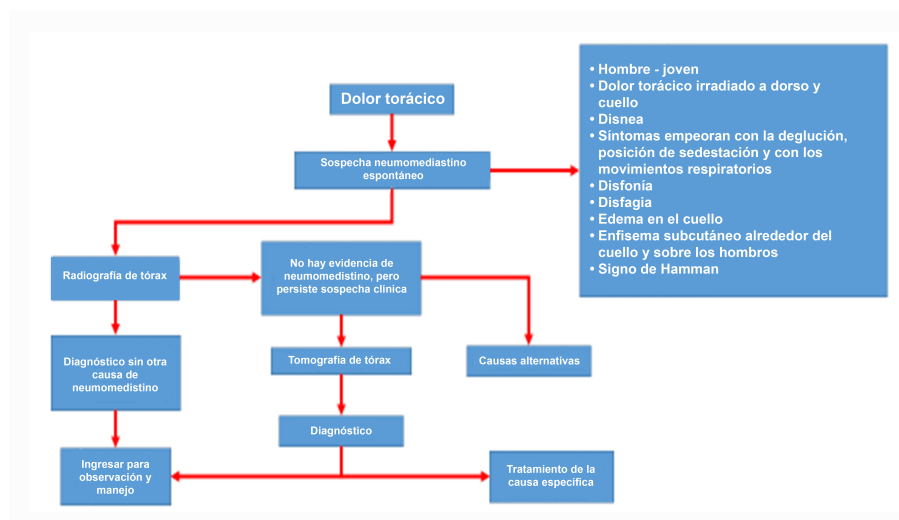 Dolor torácico
Sospecha neumomediastino
espontáneo
• Hombre - joven
• Dolor torácico irradiado a dorso y
cuello
• Disnea
• Síntomas empeoran con la deglución,
posición de sedestación y con los
movimientos respiratorios
• Disfonía
• Disfagia
• Edema en el cuello
• Enfisema subcutáneo alrededor del
cuello y sobre los hombros
• Signo de Hamman
Radiografía de tórax
No hay evidencia de
neumomedistino, pero
persiste sospecha clínica
Diagnóstico sin otra
causa de
neumomedistino
Tomografía de tórax
Causas alternativas
Diagnóstico
Ingresar para
observación y
manejo
Tratamiento de la
causa específica